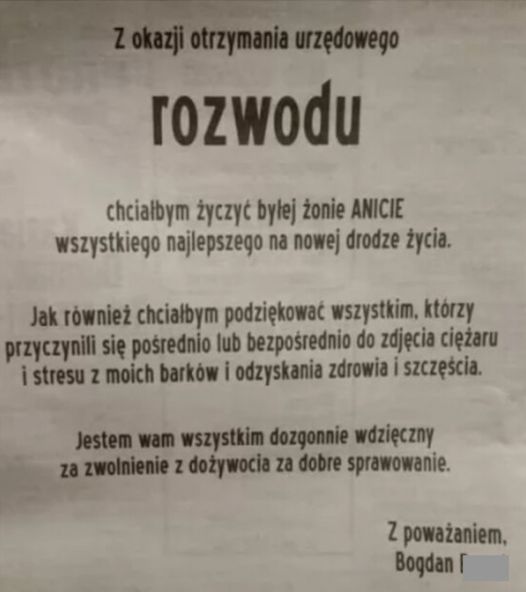 Z okazji otrzymania urzędowego
rozwodu
chciałbym życzyć byłej żonie ANICIE
wszystkiego najlepszego na nowej drodze życia.
Jak również chciałbym podziękować wszystkim, którzy
przyczynili się pośrednio lub bezpośrednio do zdjęcia ciężaru
i stresu z moich barków i odzyskania zdrowia i szczęścia.
Jestem wam wszystkim dozgonnie wdzięczny
za zwolnienie z dożywocia za dobre sprawowanie.
Z poważaniem,
Bogdan